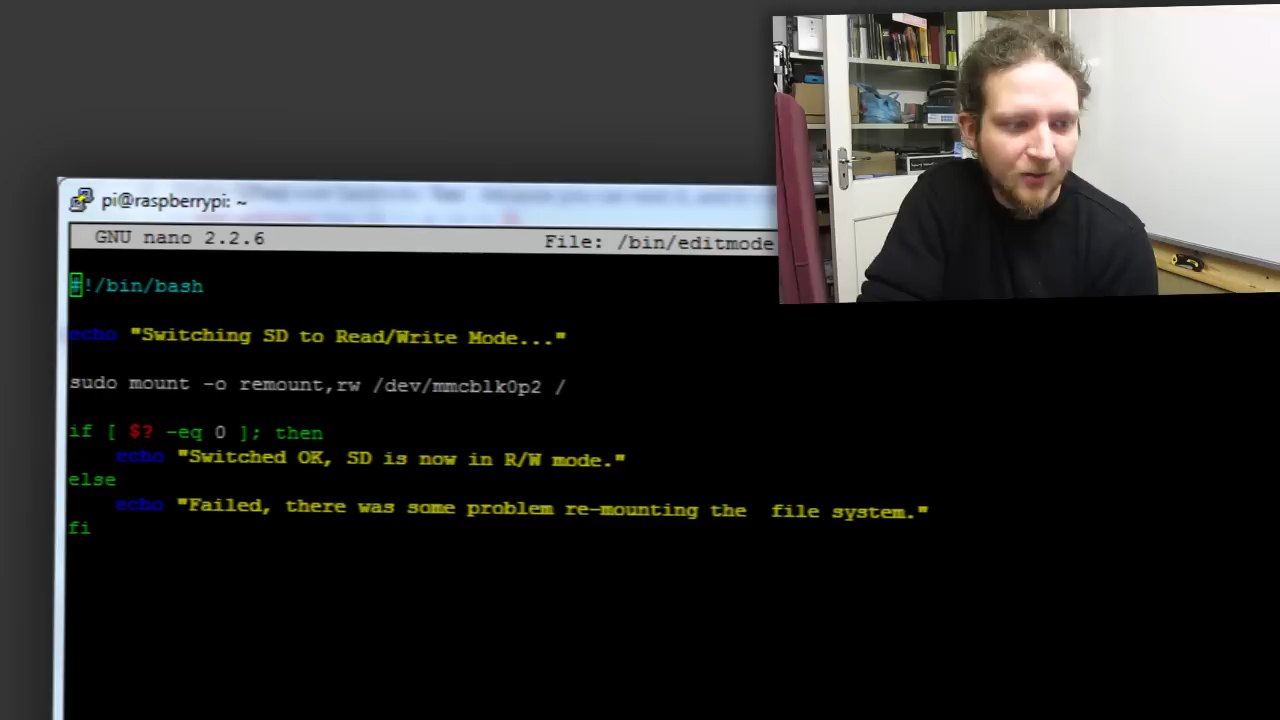 pi@raspberrypi: ~
GNU nano 2.2.6 File: /bin/editmode
#!/bin/bash
echo "Switching SD to Read/Write Mode..."
sudo mount -o remount,rw /dev/mmcblk0p2 /
if [ $? -eq 0 ]; then
echo "Switched OK, SD is now in R/W mode."
else
echo "Failed, there was some problem re-mounting the  file system."
fi